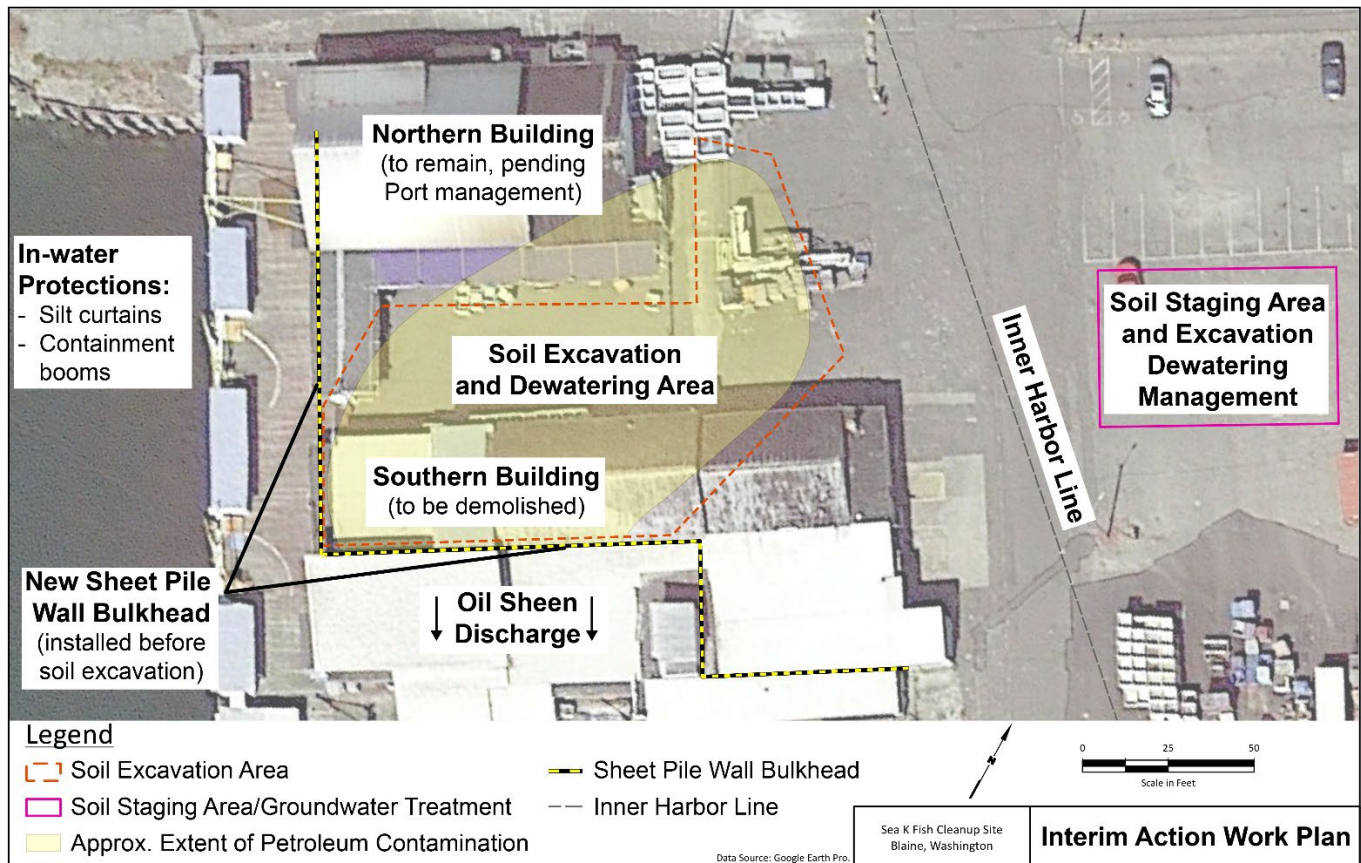 Northern Building
(to remain, pending
Port management)
In-water
Protections:
- Silt curtains
- Containment
booms
Soil Excavation
and Dewatering Area
Inner Harbor Line
Soil Staging Area
and Excavation
Dewatering
Management
Southern Building
(to be demolished)
New Sheet Pile
Wall Bulkhead
(installed before
soil excavation)
Oil Sheen
Discharge
Legend
Soil Excavation Area
Soil Staging Area/Groundwater Treatment
Approx. Extent of Petroleum Contamination
Sheet Pile Wall Bulkhead
Inner Harbor Line
N
0 25 50
Scale in Feet
Data Source: Google Earth Pro.
Sea K Fish Cleanup Site
Blaine, Washington
Interim Action Work Plan